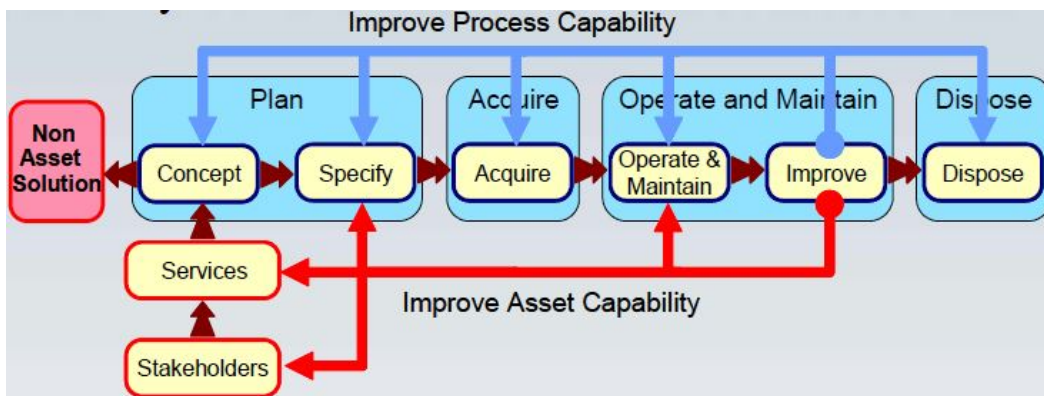 y
Improve Process Capability
Plan
Acquire
Operate and Maintain
Dispose
Non
Asset
Solution
Concept
Specify
Acquire
Operate &
Maintain
Improve
Dispose
Services
Improve Asset Capability
Stakeholders